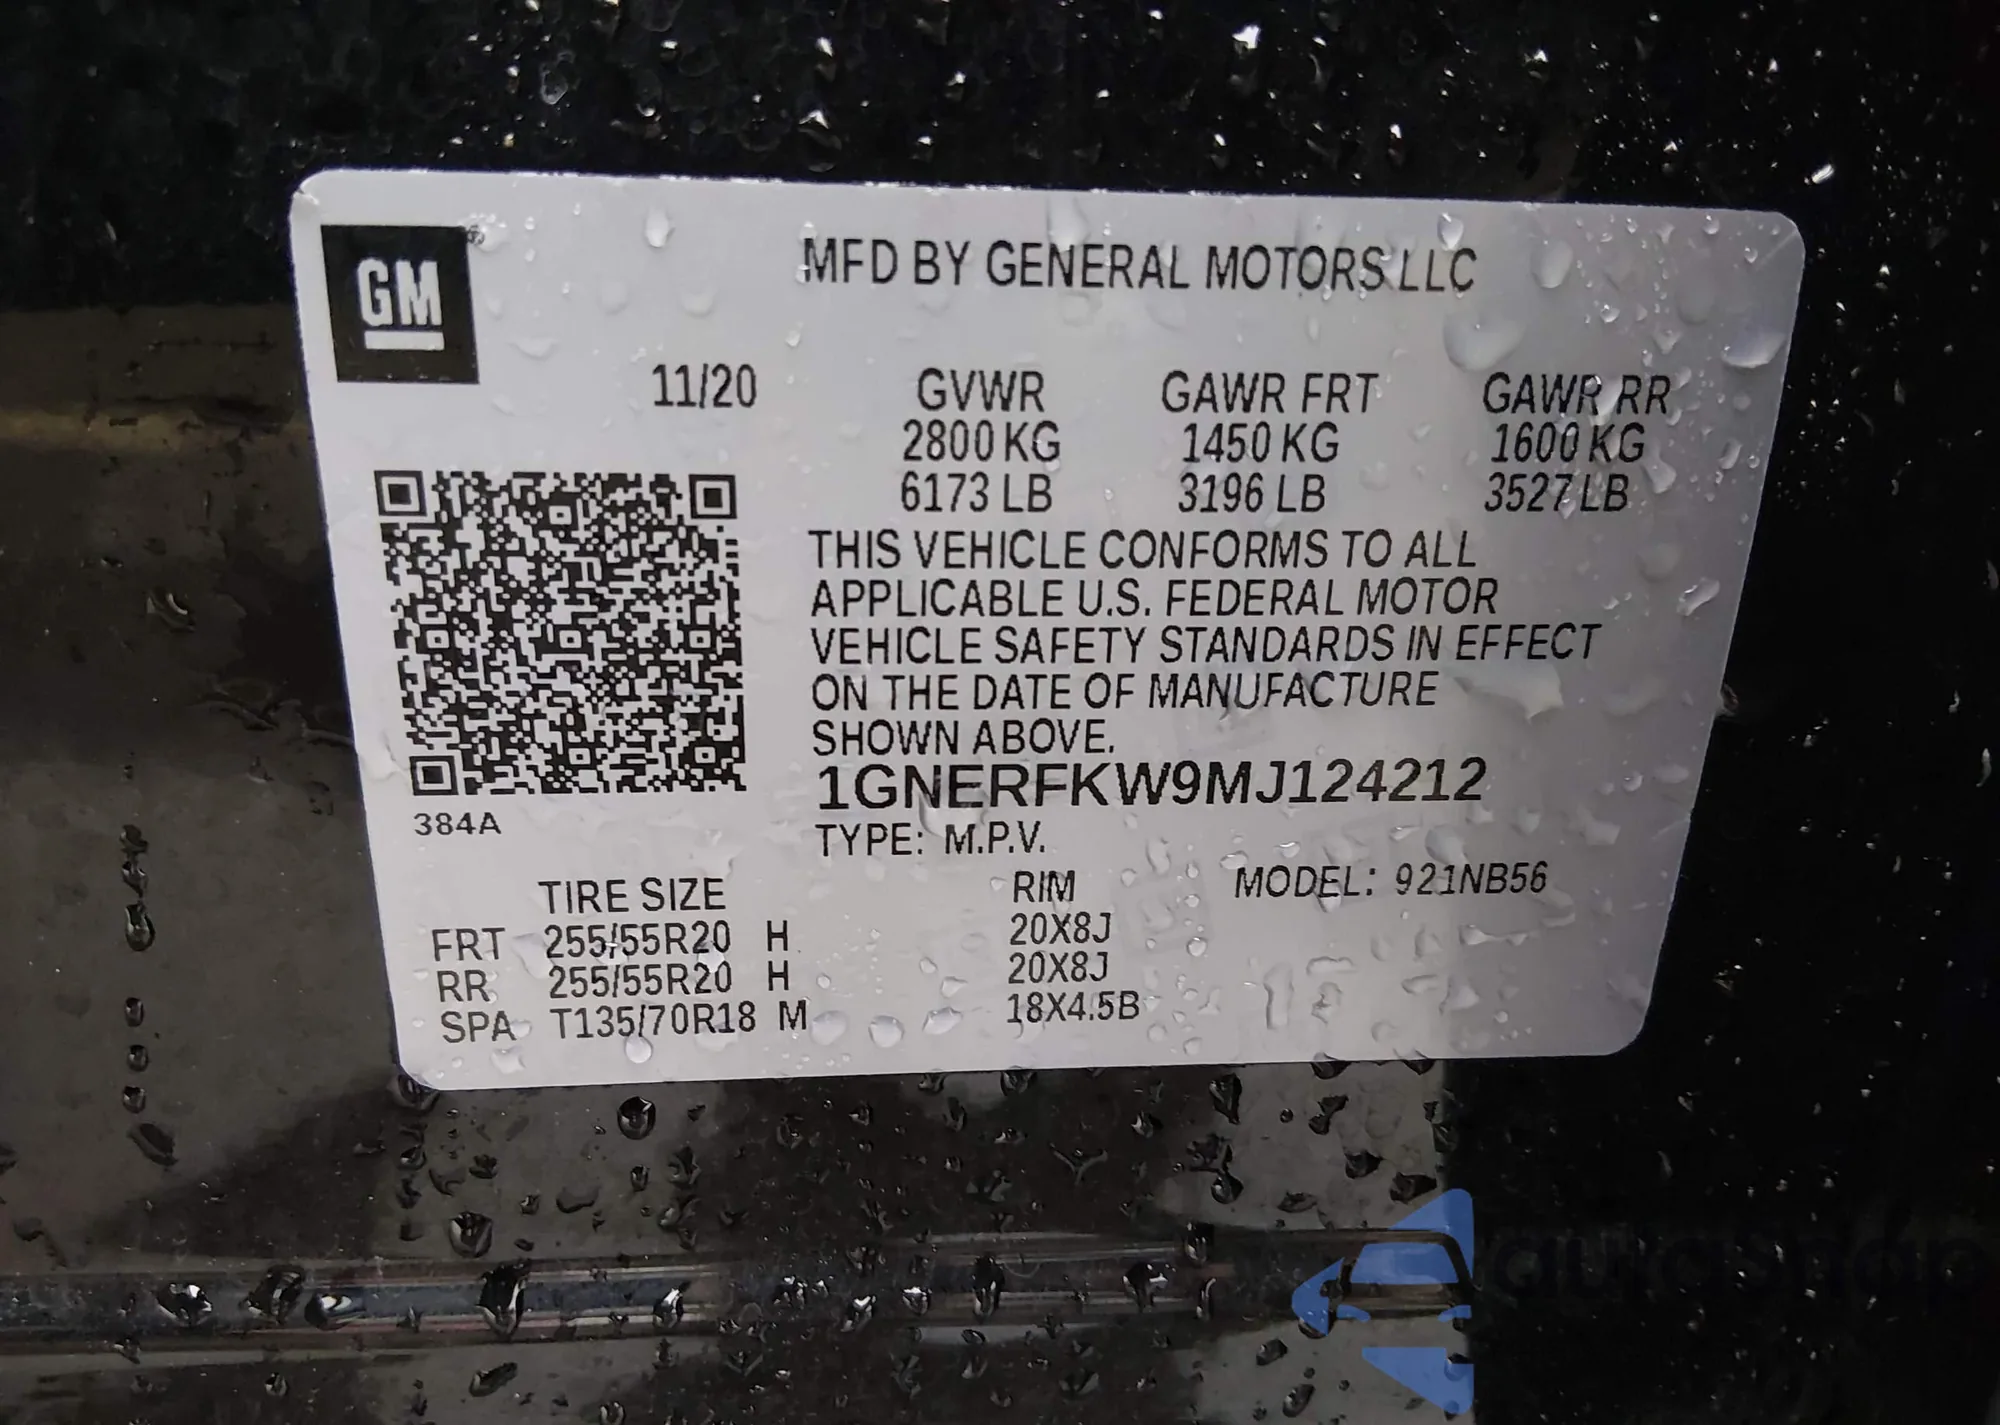 GM
MFD BY GENERAL MOTORS LLC
11/20 GVWR GAWR FRT GAWR RR
2800 KG 1450 KG 1600 KG
6173 LB 3196 LB 3527 LB
THIS VEHICLE CONFORMS TO ALL
APPLICABLE U.S. FEDERAL MOTOR
VEHICLE SAFETY STANDARDS IN EFFECT
ON THE DATE OF MANUFACTURE
SHOWN ABOVE.
1GNERFKW9MJ124212
384A
TYPE: M.P.V.
TIRE SIZE RIM MODEL: 921NB56
FRT 255/55R20 H 20X8J
RR 255/55R20 H 20X8J
SPA T135/70R18 M 18X4.5B
autoshop